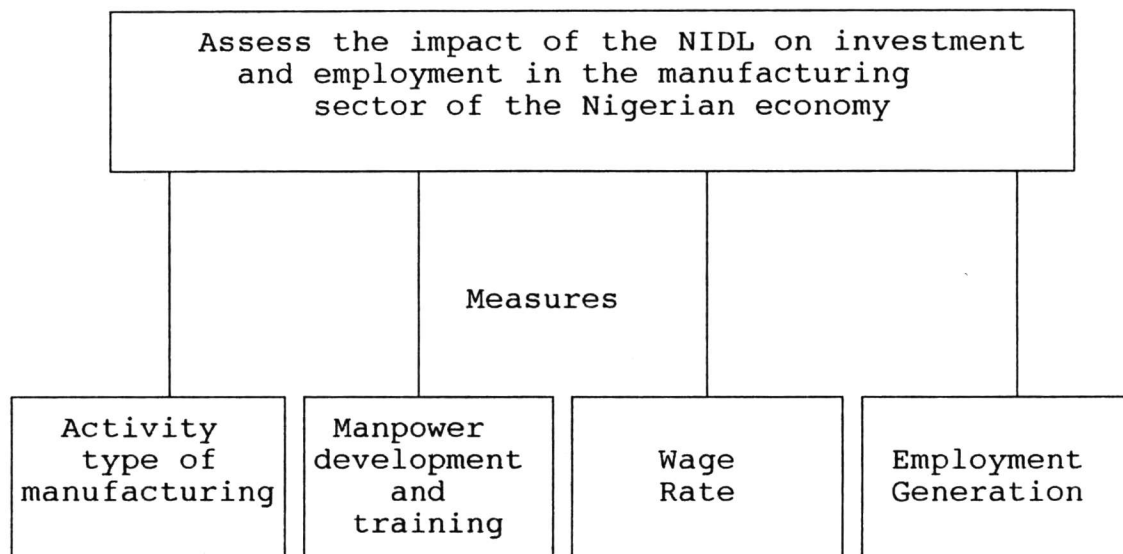 Assess the impact of the NIDL on investment
and employment in the manufacturing
sector of the Nigerian economy
Measures
Activity
type of
manufacturing
Manpower
development
and
training
Wage
Rate
Employment
Generation